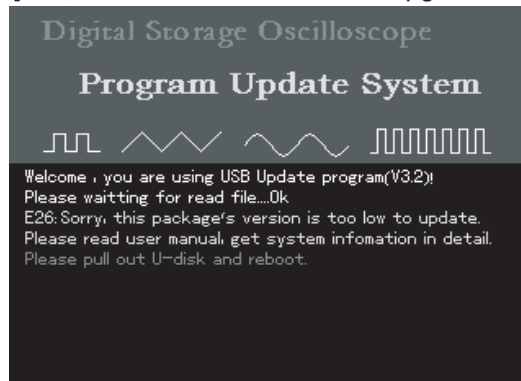 Digital Storage Oscilloscope
Program Update System
Welcome , you are using USB Update program(V3.2)!
Please waitting for read file....Ok
E26: Sorry, this package's version is too low to update.
Please read user manual, get system infomation in detail.
Please pull out U-disk and reboot.